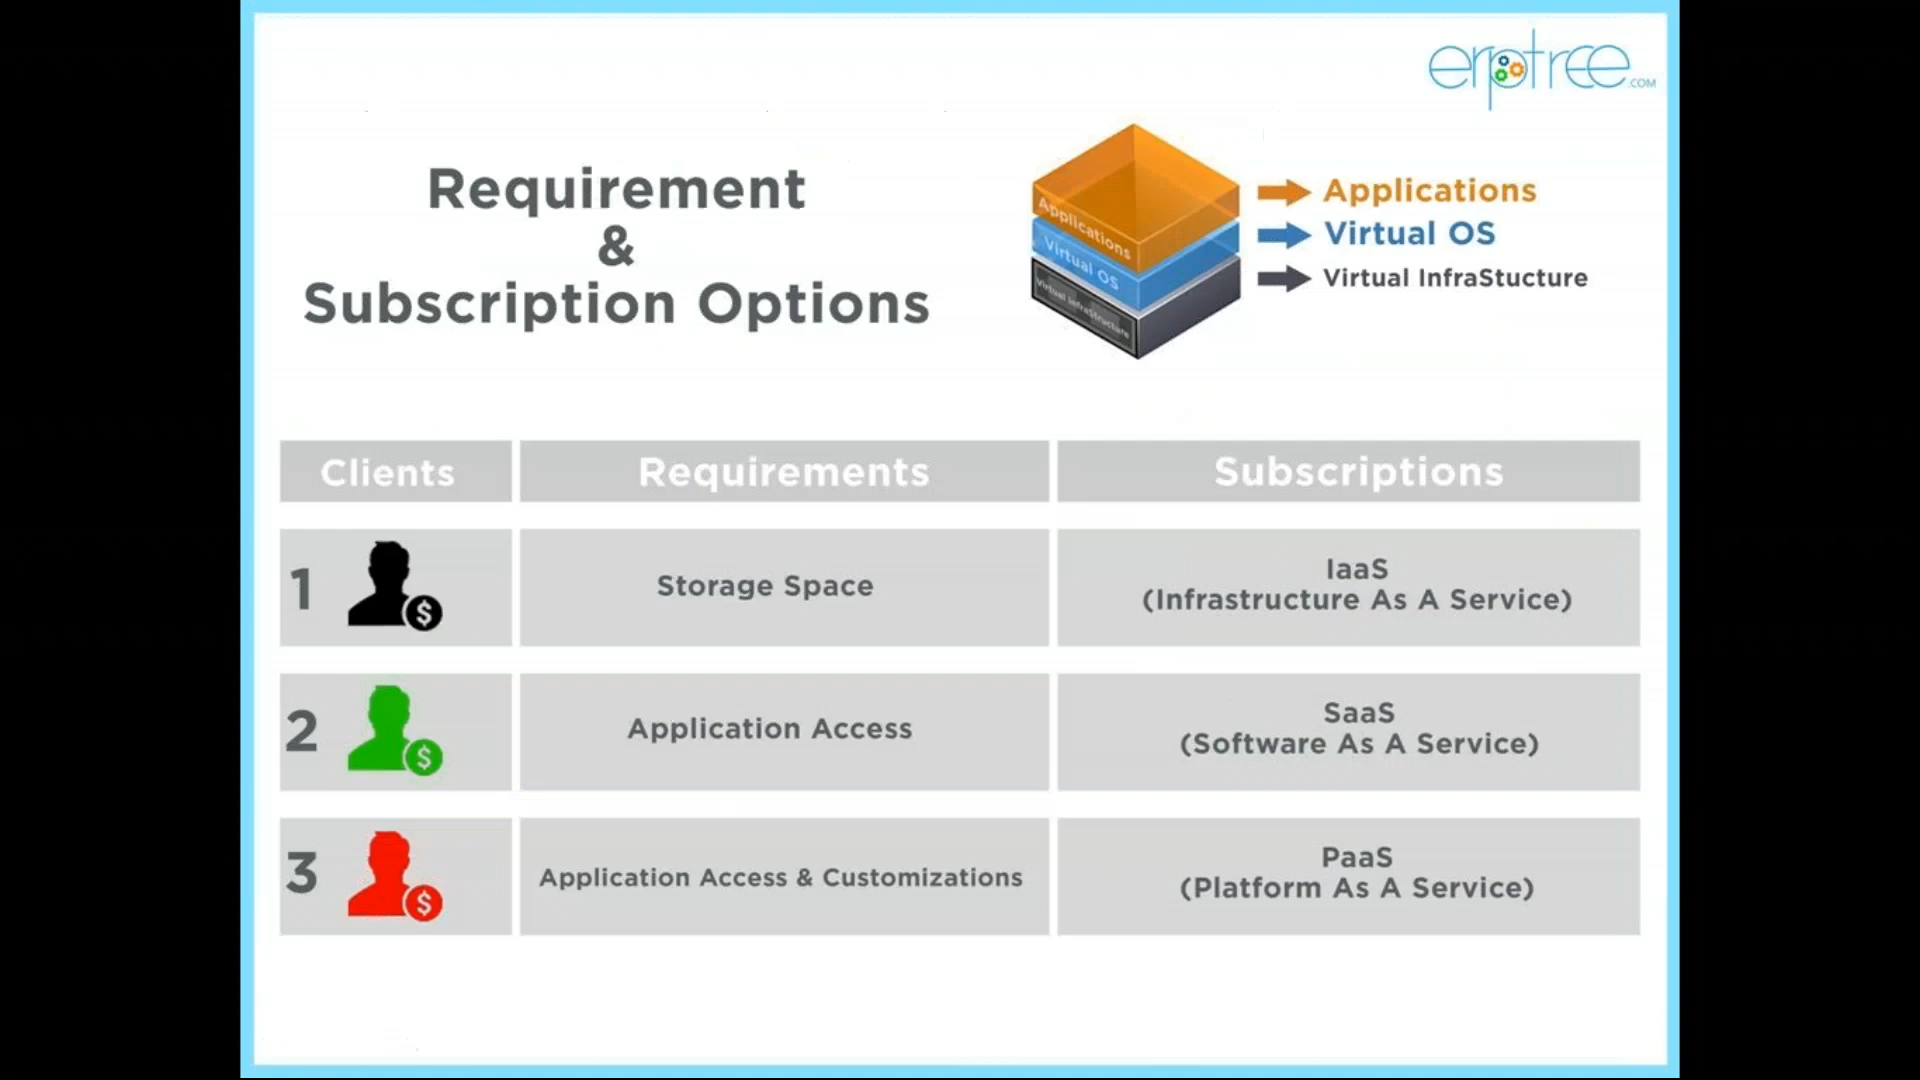 erptree.COM
Requirement
&
Subscription Options
Applications
Virtual OS
Virtual InfraStructure
Applications
Virtual OS
Virtual InfraStucture
Clients Requirements Subscriptions
1 $ Storage Space IaaS
(Infrastructure As A Service)
2 $ Application Access SaaS
(Software As A Service)
3 $ Application Access & Customizations PaaS
(Platform As A Service)